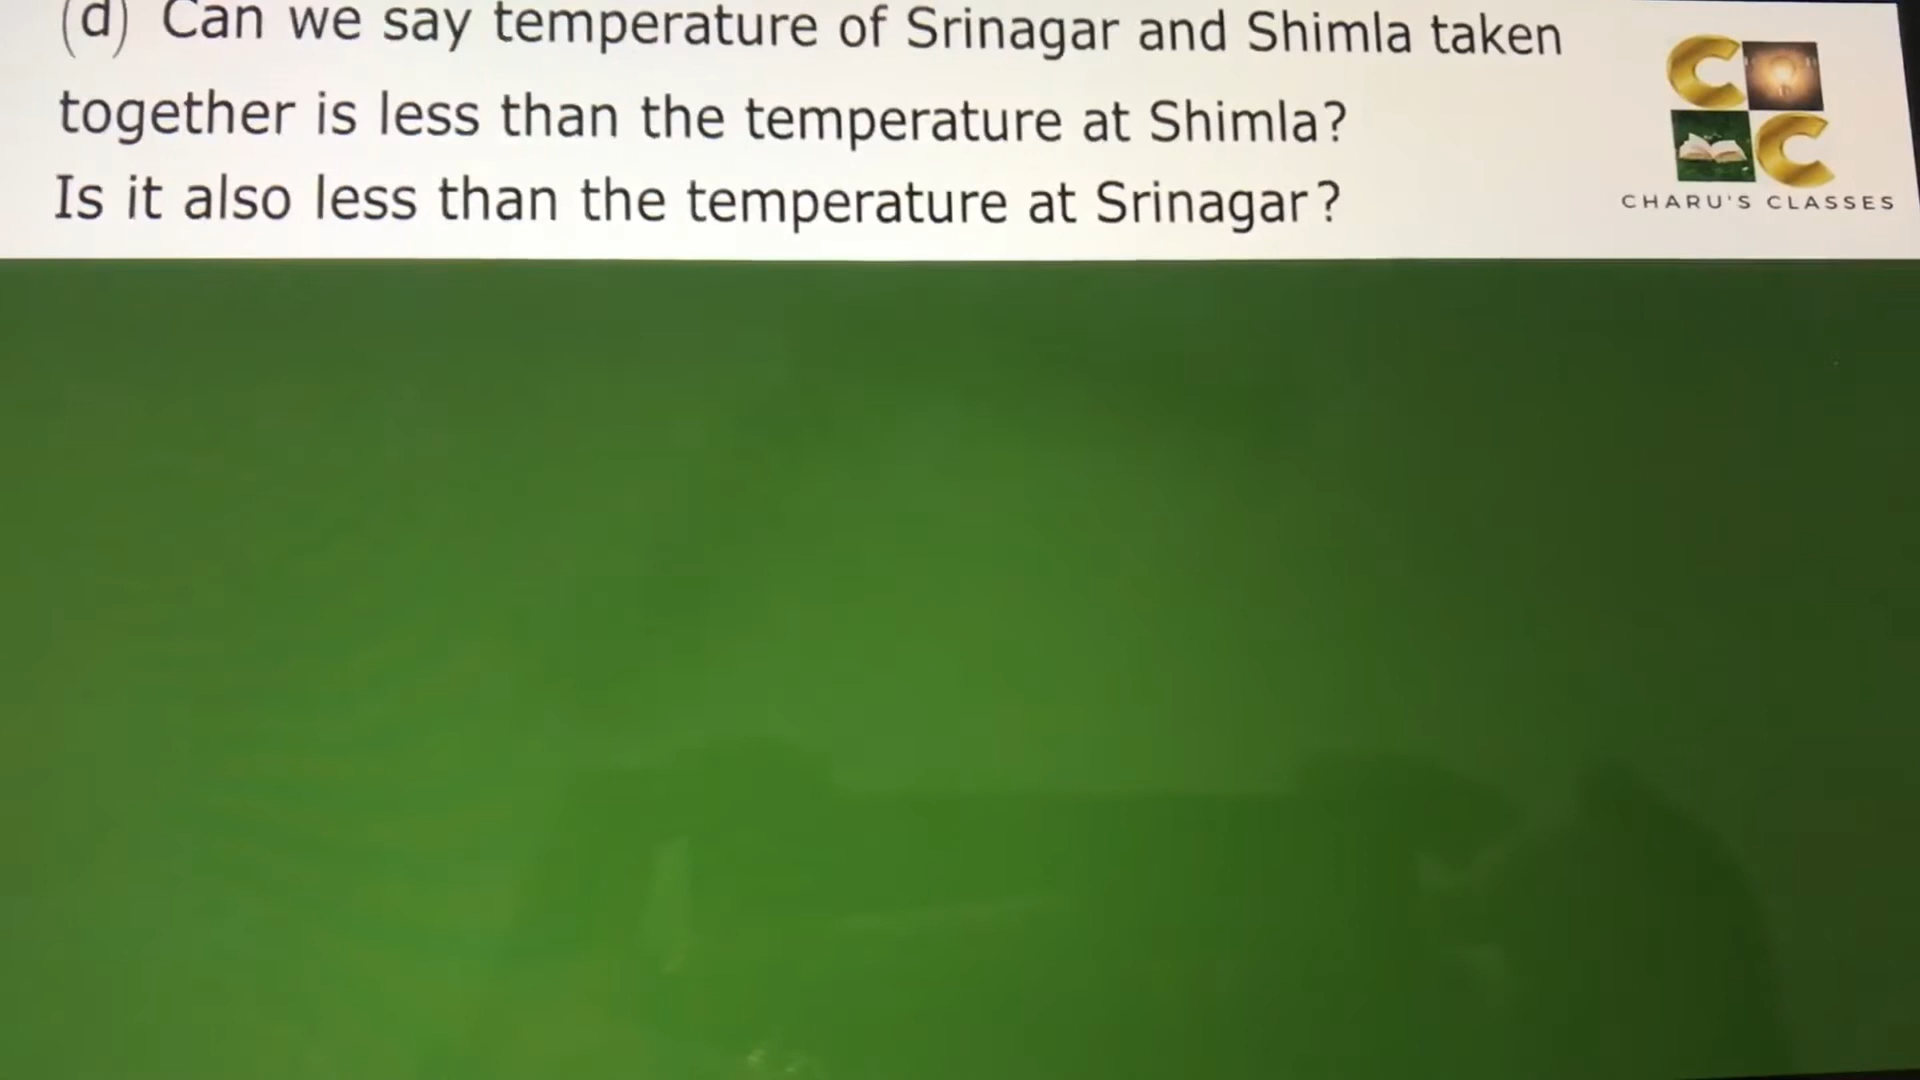 (d) Can we say temperature of Srinagar and Shimla taken
together is less than the temperature at Shimla?
Is it also less than the temperature at Srinagar?
C
C
CHARU'S CLASSES